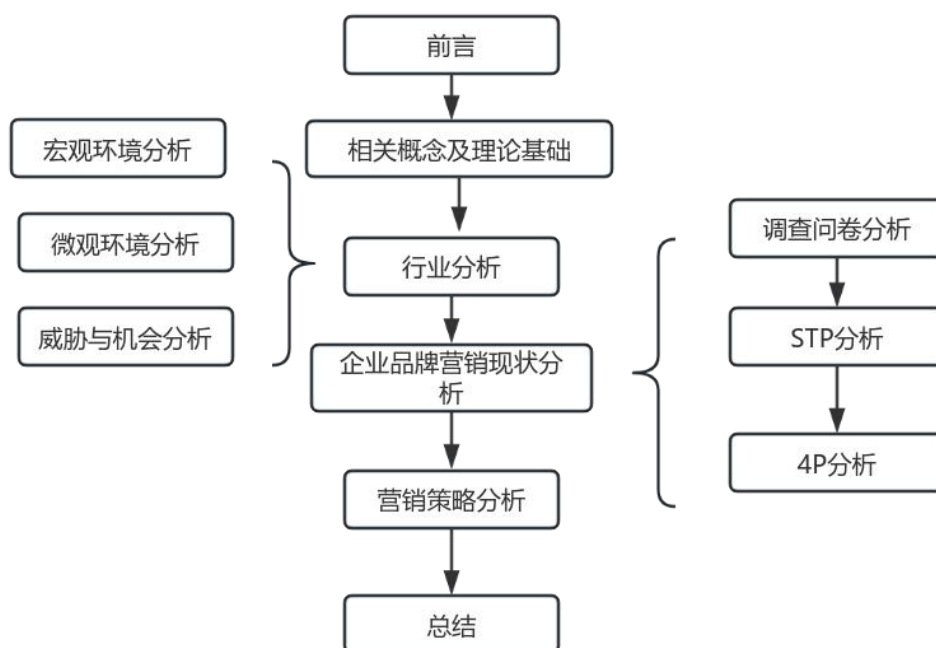 前言
相关概念及理论基础
宏观环境分析
微观环境分析
威胁与机会分析
行业分析
企业品牌营销现状分
析
调查问卷分析
STP分析
4P分析
营销策略分析
总结